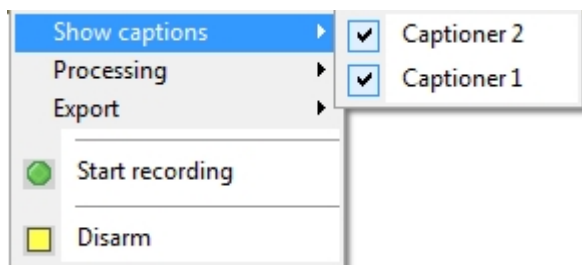 Show captions
Captioner 2
Captioner 1
Processing
Export
Start recording
Disarm